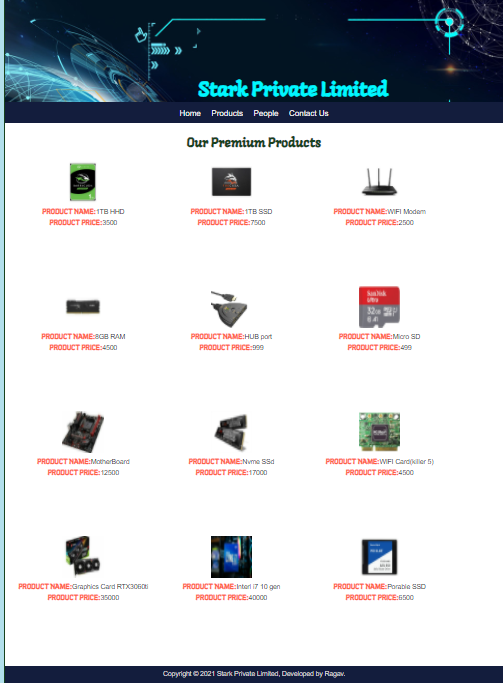 Stark Private Limited
Home Products People Contact Us
Our Premium Products
PRODUCT NAME:1TB HHD
PRODUCT PRICE:3500
PRODUCT NAME:1TB SSD
PRODUCT PRICE:7500
PRODUCT NAME:WIFI Modem
PRODUCT PRICE:2500
PRODUCT NAME:8GB RAM
PRODUCT PRICE:4500
PRODUCT NAME:HUB port
PRODUCT PRICE:999
SanDisk
Ultra
32GB
A1
PRODUCT NAME:Micro SD
PRODUCT PRICE:499
PRODUCT NAME:MotherBoard
PRODUCT PRICE:12500
PRODUCT NAME:Nvme SSd
PRODUCT PRICE:17000
PRODUCT NAME:WIFI Card(killer 5)
PRODUCT PRICE:4500
PRODUCT NAME:Graphics Card RTX3060ti
PRODUCT PRICE:35000
PRODUCT NAME:Interl i7 10 gen
PRODUCT PRICE:40000
PRODUCT NAME:Porable SSD
PRODUCT PRICE:6500
Copyright © 2021 Stark Private Limited, Developed by Ragav.